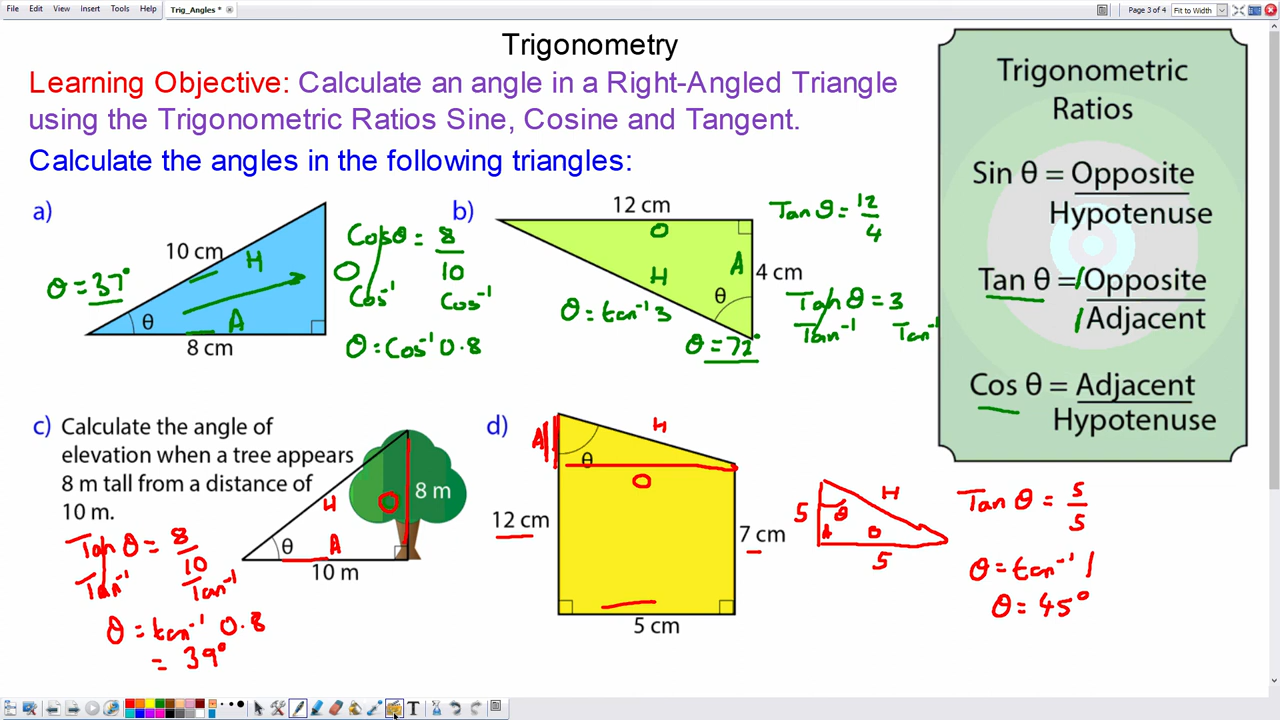 File Edit View Insert Tools Help Trig_Angles * Page 3 of 4 Fit to Width
Trigonometry
Learning Objective: Calculate an angle in a Right-Angled Triangle
using the Trigonometric Ratios Sine, Cosine and Tangent.
Calculate the angles in the following triangles:
a)
10 cm
H
θ = 37°
θ
A
8 cm
Cosθ = 8
10
O
Cos⁻¹ Cos⁻¹
θ = Cos⁻¹ 0.8
b)
12 cm
O
H
A
4 cm
θ
Tan θ = 12
4
Tan θ = 3
Tan⁻¹ Tan⁻¹
θ = tan⁻¹ 3
θ = 72°
Trigonometric
Ratios
Sin θ = Opposite
Hypotenuse
Tan θ = Opposite
Adjacent
Cos θ = Adjacent
Hypotenuse
c) Calculate the angle of
elevation when a tree appears
8 m tall from a distance of
10 m.
H
O
8 m
θ
A
10 m
Tan θ = 8
10
Tan⁻¹ Tan⁻¹
θ = tan⁻¹ 0.8
= 39°
d)
A
H
θ
O
12 cm
7 cm
5 cm
5
θ
H
A
O
5
Tan θ = 5
5
θ = tan⁻¹ 1
θ = 45°
T